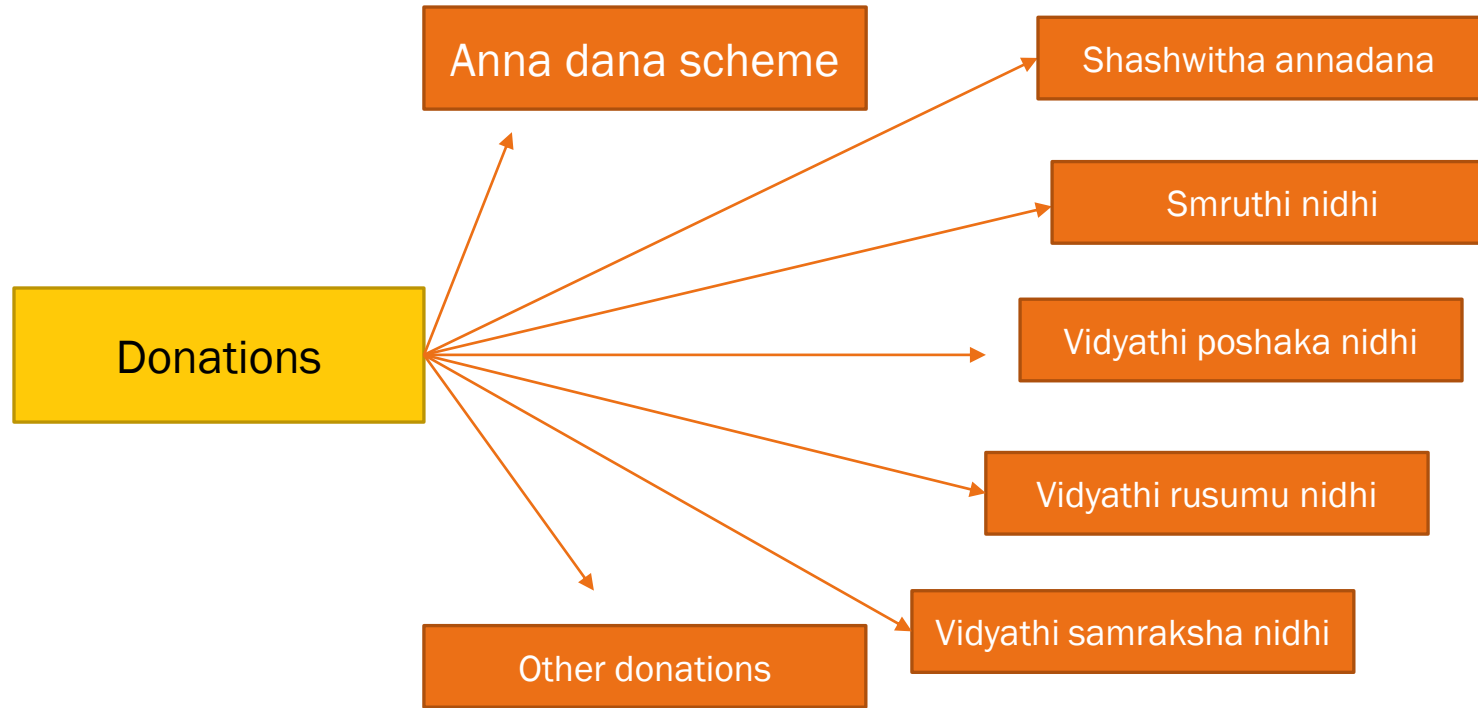 Anna dana scheme
Shashwitha annadana
Smruthi nidhi
Donations
Vidyathi poshaka nidhi
Vidyathi rusumu nidhi
Vidyathi samraksha nidhi
Other donations